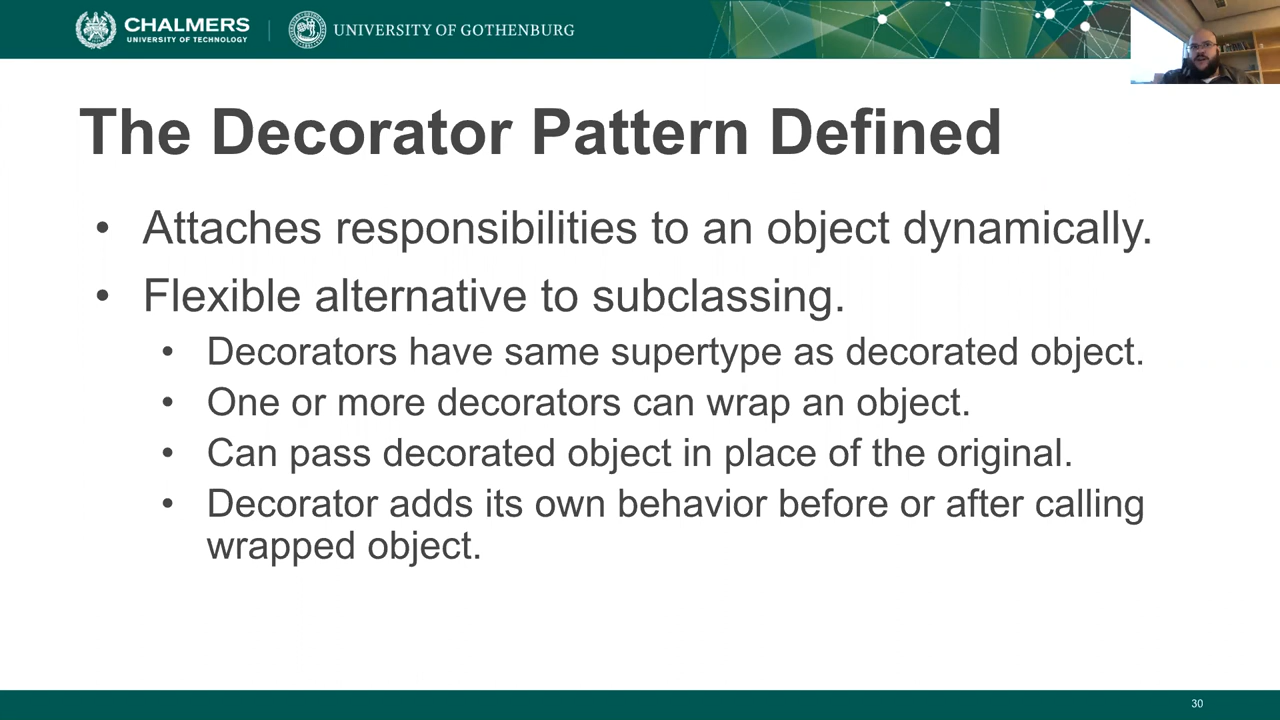 CHALMERS
UNIVERSITY OF TECHNOLOGY
UNIVERSITY OF GOTHENBURG
The Decorator Pattern Defined
• Attaches responsibilities to an object dynamically.
• Flexible alternative to subclassing.
• Decorators have same supertype as decorated object.
• One or more decorators can wrap an object.
• Can pass decorated object in place of the original.
• Decorator adds its own behavior before or after calling
wrapped object.
30